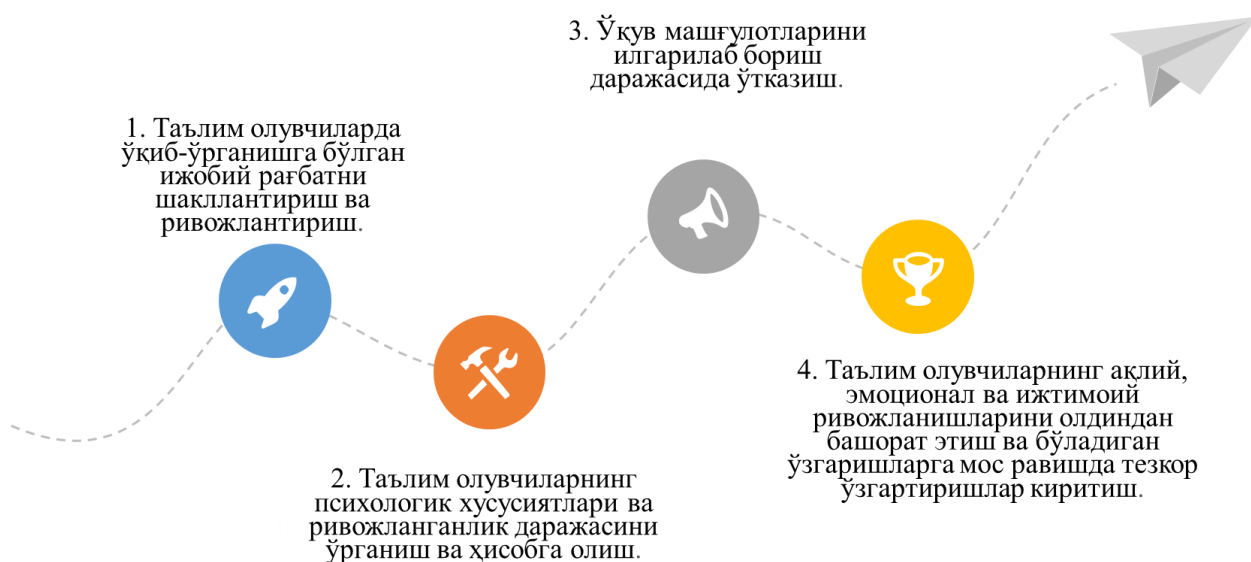 1. Таълим олувчиларда
ўқиб-ўрганишга бўлган
ижобий рағбатни
шакллантириш ва
ривожлантириш.
2. Таълим олувчиларнинг
психологик хусусиятлари ва
ривожланганлик даражасини
ўрганиш ва ҳисобга олиш.
3. Ўқув машғулотларини
илгарилаб бориш
даражасида ўтказиш.
4. Таълим олувчиларнинг ақлий,
эмоционал ва ижтимоий
ривожланишларини олдиндан
башорат этиш ва бўладиган
ўзгаришларга мос равишда тезкор
ўзгартиришлар киритиш.